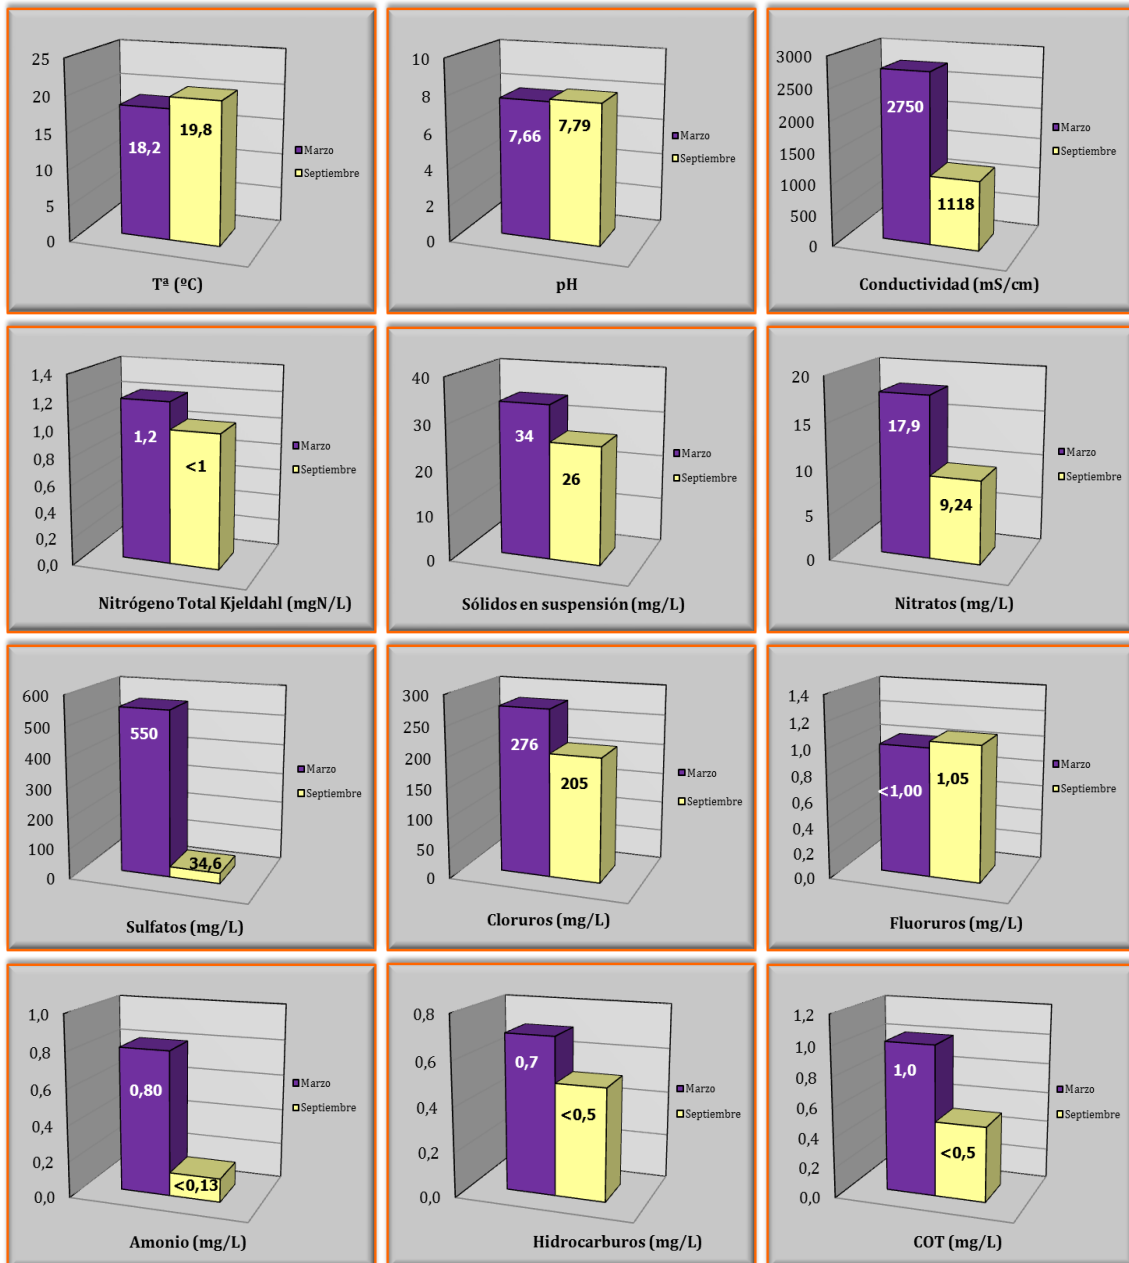 25
20
15
10
5
0
18,2
19,8
Marzo
Septiembre
Tª (ºC)
10
8
6
4
2
0
7,66
7,79
Marzo
Septiembre
pH
3000
2500
2000
1500
1000
500
0
2750
1118
Marzo
Septiembre
Conductividad (mS/cm)
1,4
1,2
1,0
0,8
0,6
0,4
0,2
0,0
1,2
<1
Marzo
Septiembre
Nitrógeno Total Kjeldahl (mgN/L)
40
30
20
10
0
34
26
Marzo
Septiembre
Sólidos en suspensión (mg/L)
20
15
10
5
0
17,9
9,24
Marzo
Septiembre
Nitratos (mg/L)
600
500
400
300
200
100
0
550
34,6
Marzo
Septiembre
Sulfatos (mg/L)
300
250
200
150
100
50
0
276
205
Marzo
Septiembre
Cloruros (mg/L)
1,4
1,2
1,0
0,8
0,6
0,4
0,2
0,0
<1,00
1,05
Marzo
Septiembre
Fluoruros (mg/L)
1,0
0,8
0,6
0,4
0,2
0,0
0,80
<0,13
Marzo
Septiembre
Amonio (mg/L)
0,8
0,6
0,4
0,2
0,0
0,7
<0,5
Marzo
Septiembre
Hidrocarburos (mg/L)
1,2
1,0
0,8
0,6
0,4
0,2
0,0
1,0
<0,5
Marzo
Septiembre
COT (mg/L)